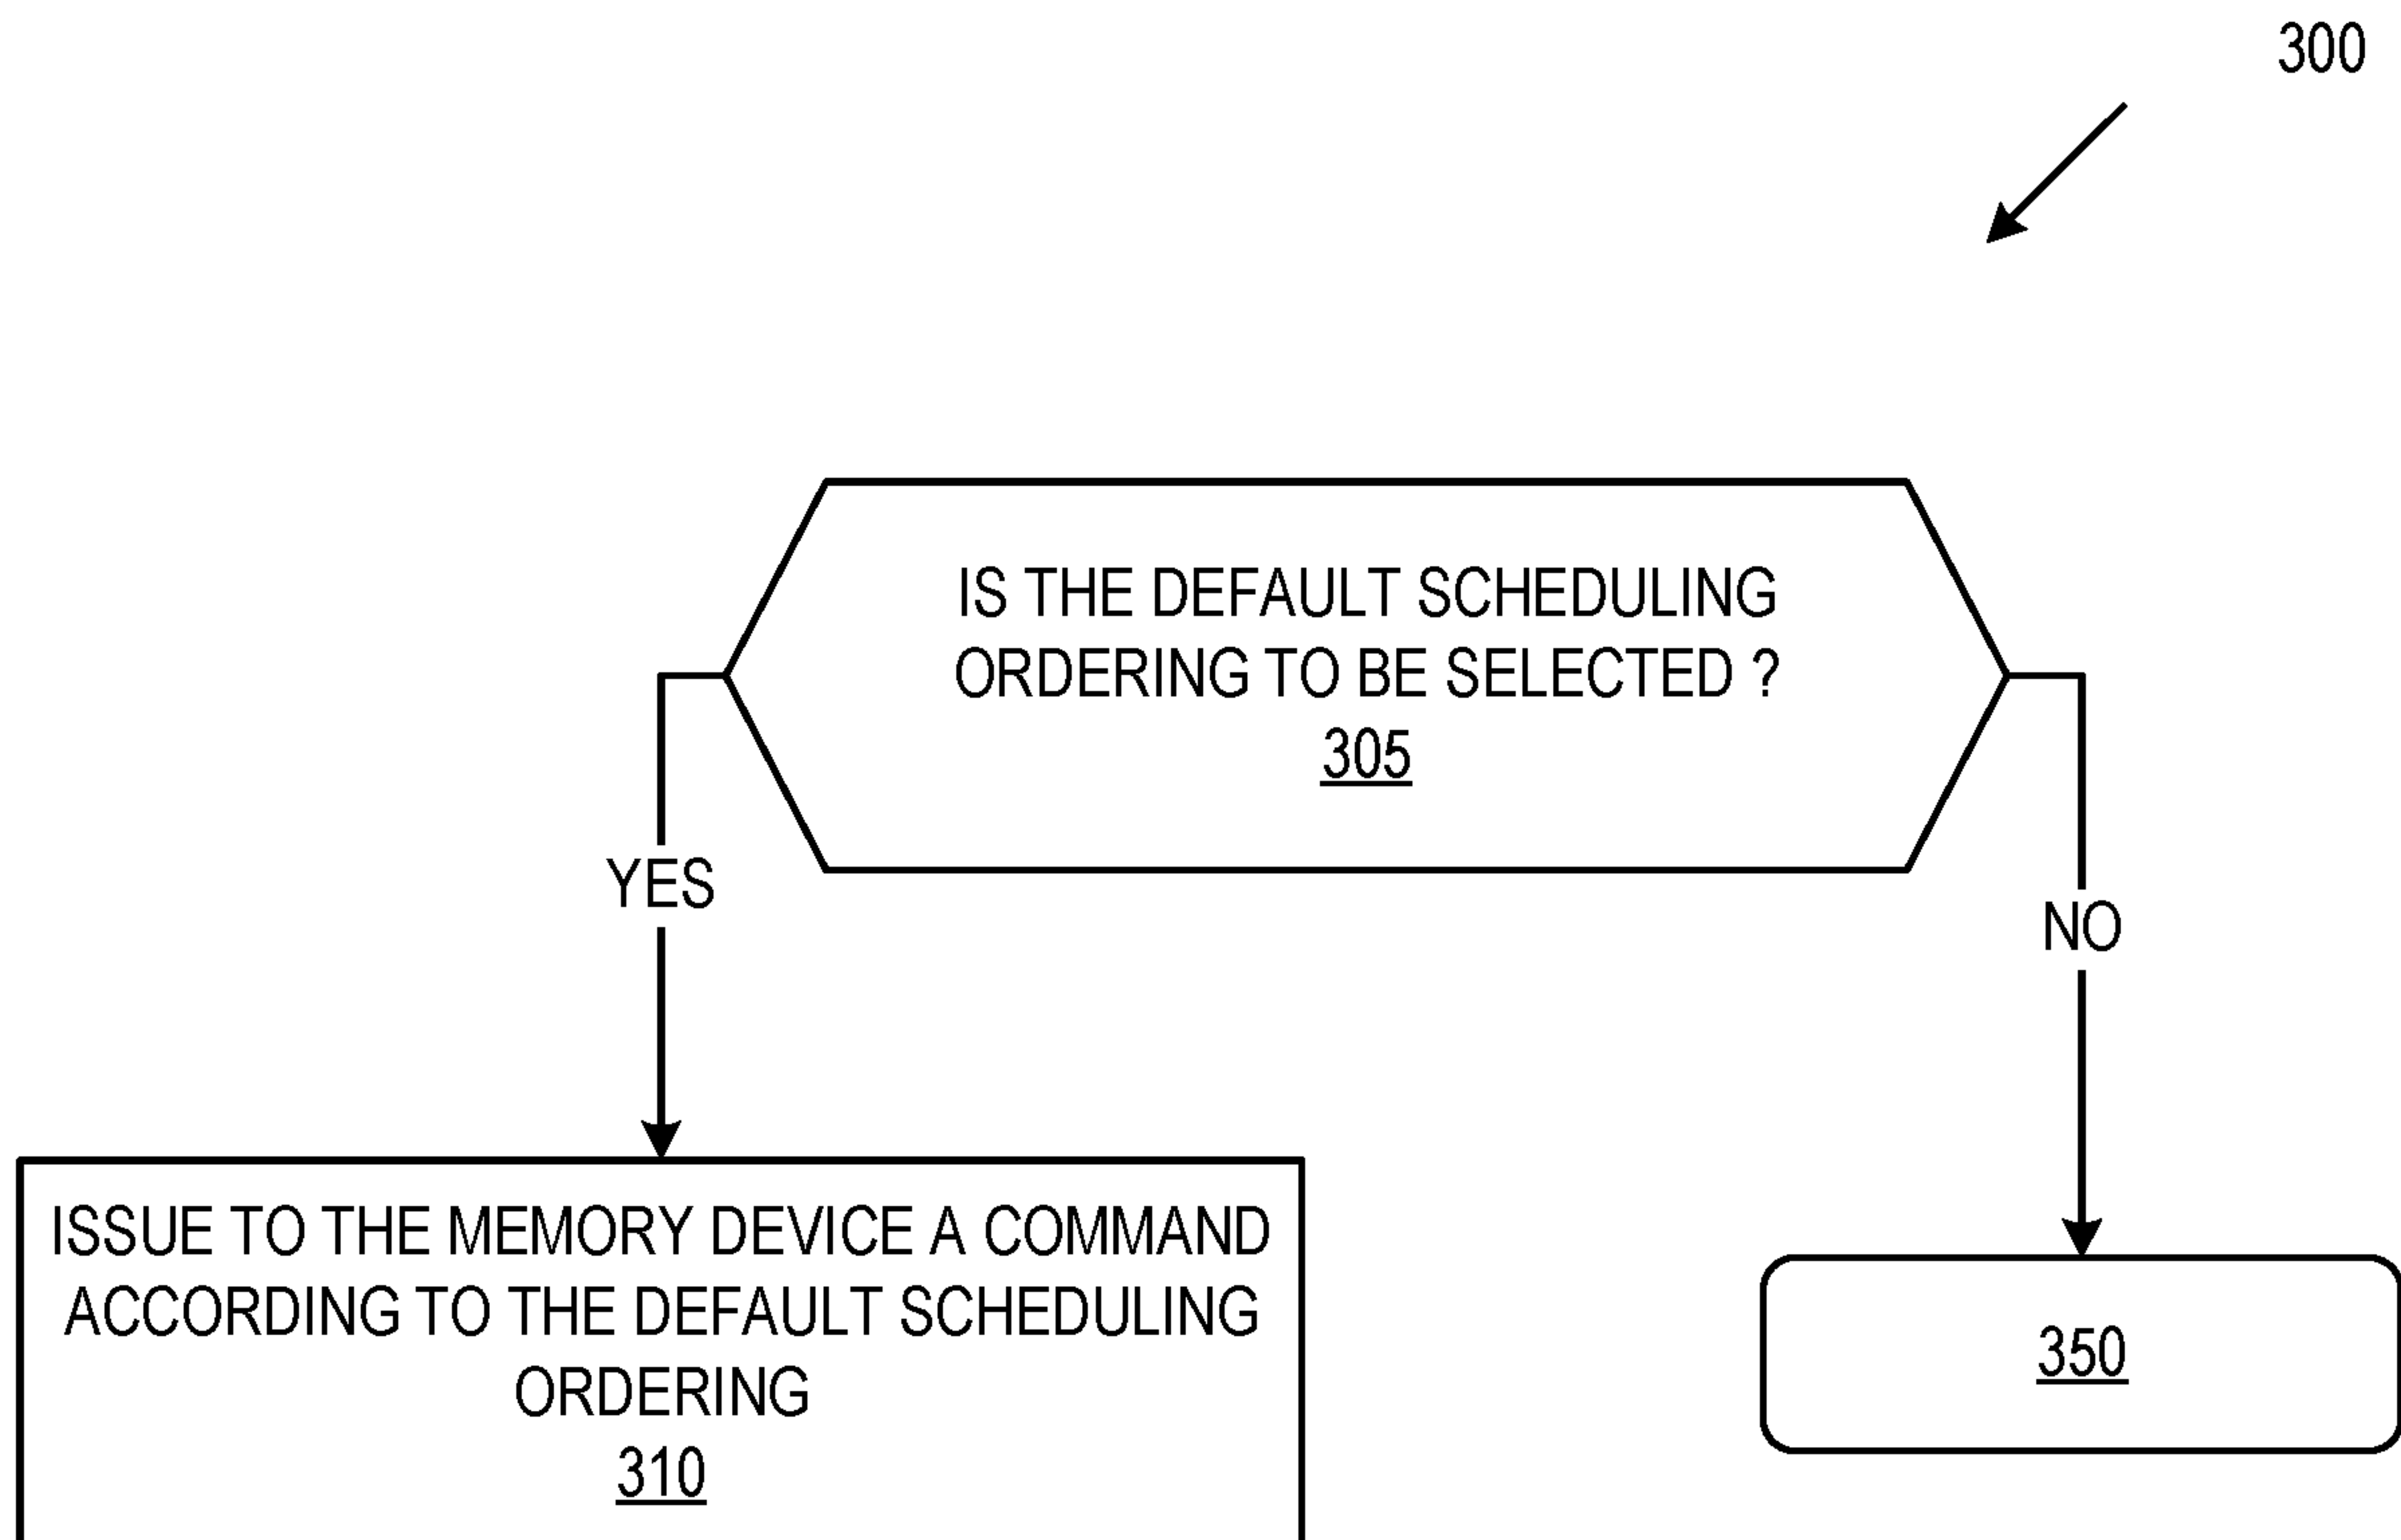 300
IS THE DEFAULT SCHEDULING
ORDERING TO BE SELECTED ?
305
YES
NO
ISSUE TO THE MEMORY DEVICE A COMMAND
ACCORDING TO THE DEFAULT SCHEDULING
ORDERING
310
350